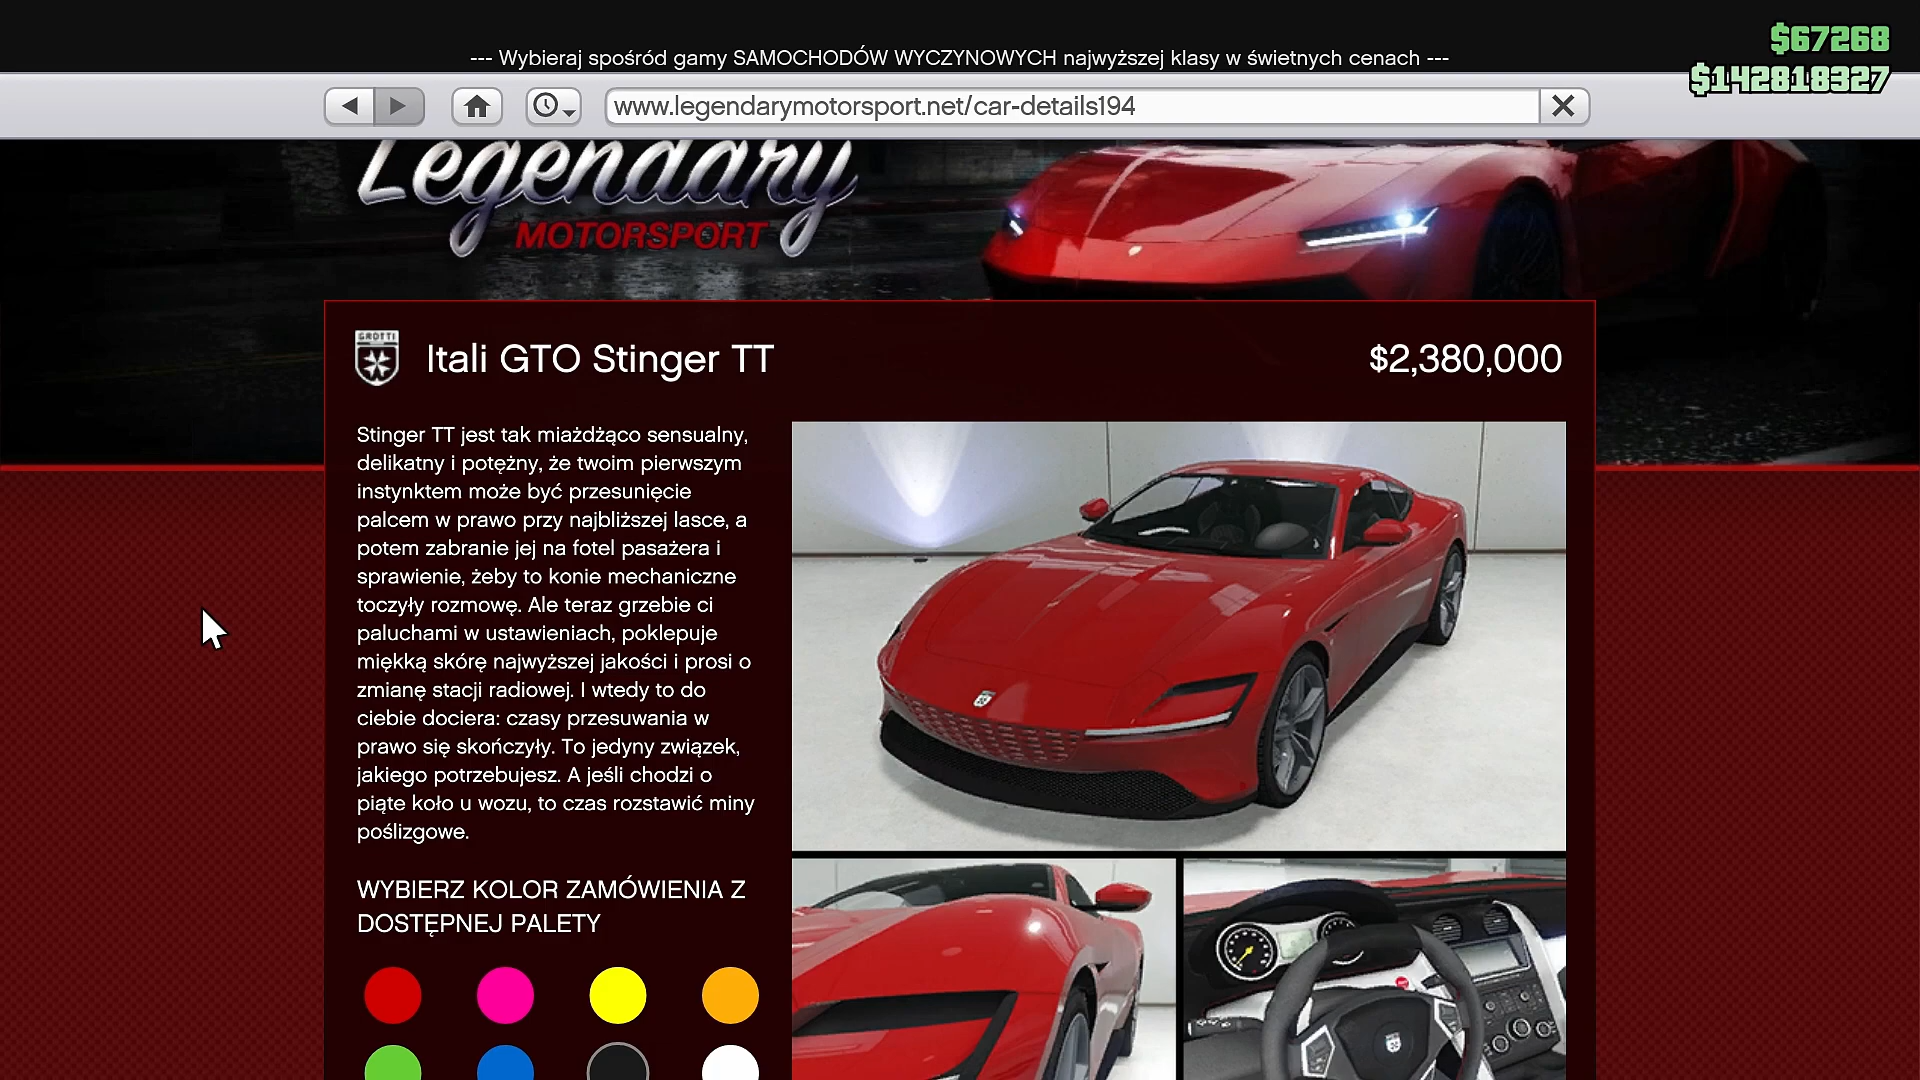 $67268
--- Wybieraj spośród gamy SAMOCHODÓW WYCZYNOWYCH najwyższej klasy w świetnych cenach ---
$142818327
www.legendarymotorsport.net/car-details194
Legendary
MOTORSPORT
GROTTI
Itali GTO Stinger TT
$2,380,000
Stinger TT jest tak miażdżąco sensualny,
delikatny i potężny, że twoim pierwszym
instynktem może być przesunięcie
palcem w prawo przy najbliższej lasce, a
potem zabranie jej na fotel pasażera i
sprawienie, żeby to konie mechaniczne
toczyły rozmowę. Ale teraz grzebie ci
paluchami w ustawieniach, poklepuje
miękką skórę najwyższej jakości i prosi o
zmianę stacji radiowej. I wtedy to do
ciebie dociera: czasy przesuwania w
prawo się skończyły. To jedyny związek,
jakiego potrzebujesz. A jeśli chodzi o
piąte koło u wozu, to czas rozstawić miny
poślizgowe.
WYBIERZ KOLOR ZAMÓWIENIA Z
DOSTĘPNEJ PALETY